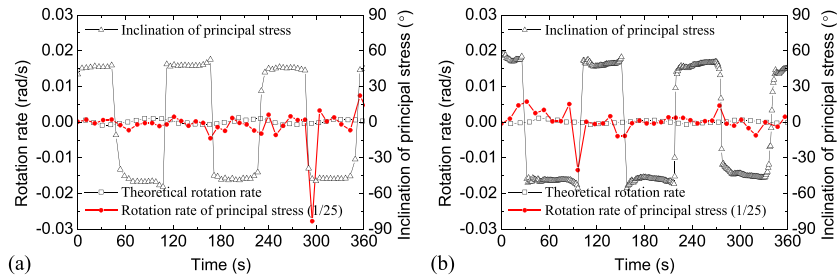 0.03
0.02
0.01
0.00
-0.01
-0.02
-0.03
Rotation rate (rad/s)
90
60
30
0
-30
-60
-90
Inclination of principal stress (°)
Inclination of principal stress
Theoretical rotation rate
Rotation rate of principal stress (1/25)
0 60 120 180 240 300 360
Time (s)
(a)
0.03
0.02
0.01
0.00
-0.01
-0.02
-0.03
Rotation rate (rad/s)
90
60
30
0
-30
-60
-90
Inclination of principal stress (°)
Inclination of principal stress
Theoretical rotation rate
Rotation rate of principal stress (1/25)
0 60 120 180 240 300 360
Time (s)
(b)